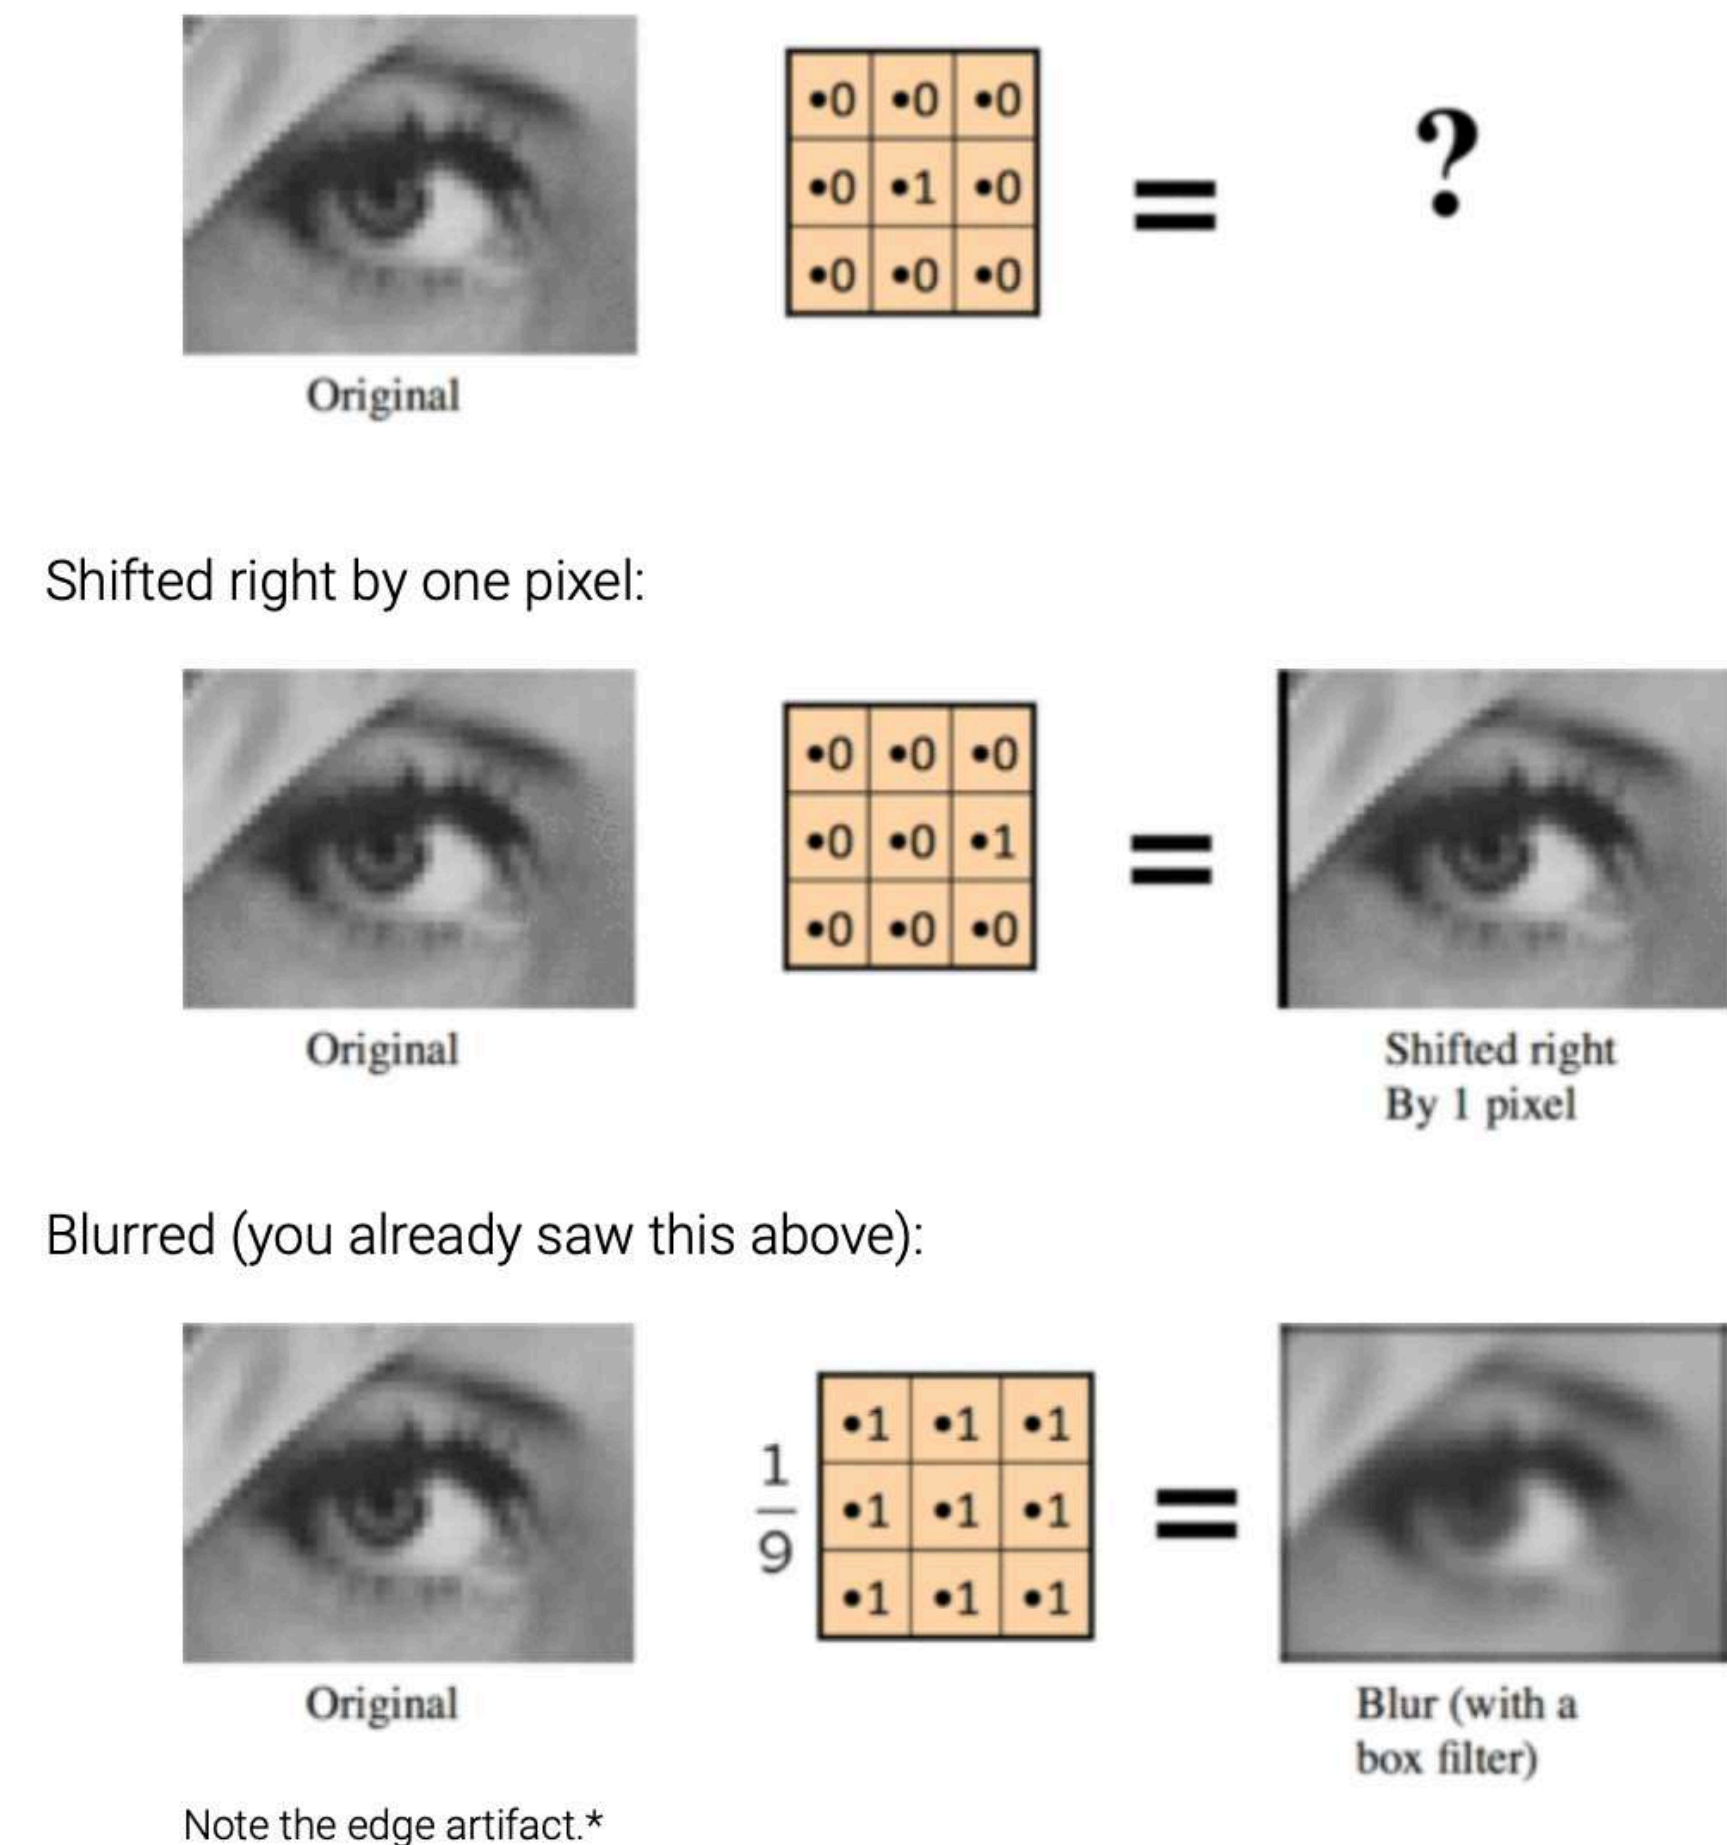 •0 •0 •0
•0 •1 •0
•0 •0 •0
= ?
Original
Shifted right by one pixel:
•0 •0 •0
•0 •0 •1
•0 •0 •0
=
Original
Shifted right
By 1 pixel
Blurred (you already saw this above):
1
9
•1 •1 •1
•1 •1 •1
•1 •1 •1
=
Original
Blur (with a
box filter)
Note the edge artifact.*